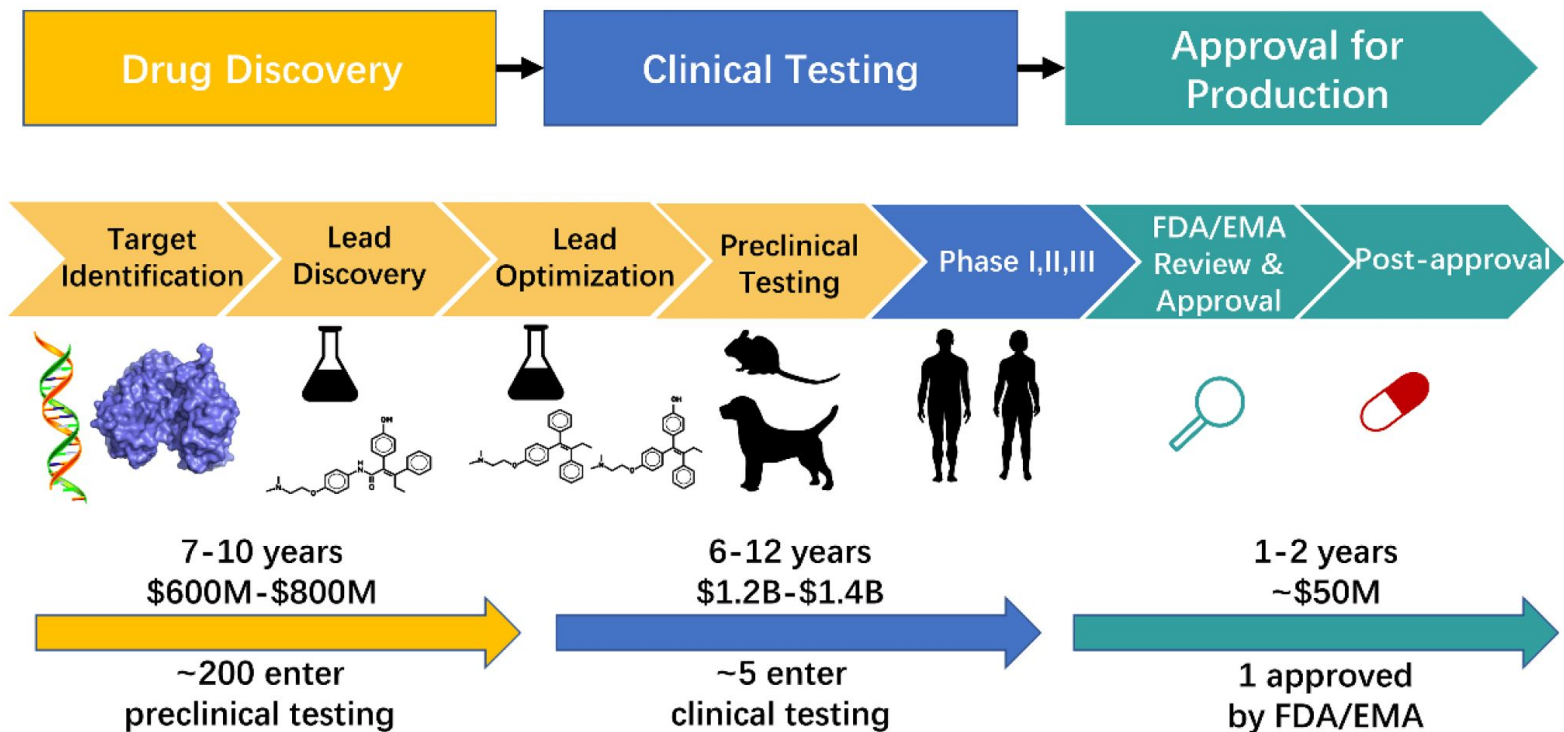 Drug Discovery
Clinical Testing
Approval for
Production
Target
Identification
Lead
Discovery
Lead
Optimization
Preclinical
Testing
Phase I,II,III
FDA/EMA
Review &
Approval
Post-approval
OH
H
N
O
N
O
N
O
OH
N
O
7-10 years
$600M-$800M
6-12 years
$1.2B-$1.4B
1-2 years
~$50M
~200 enter
preclinical testing
~5 enter
clinical testing
1 approved
by FDA/EMA